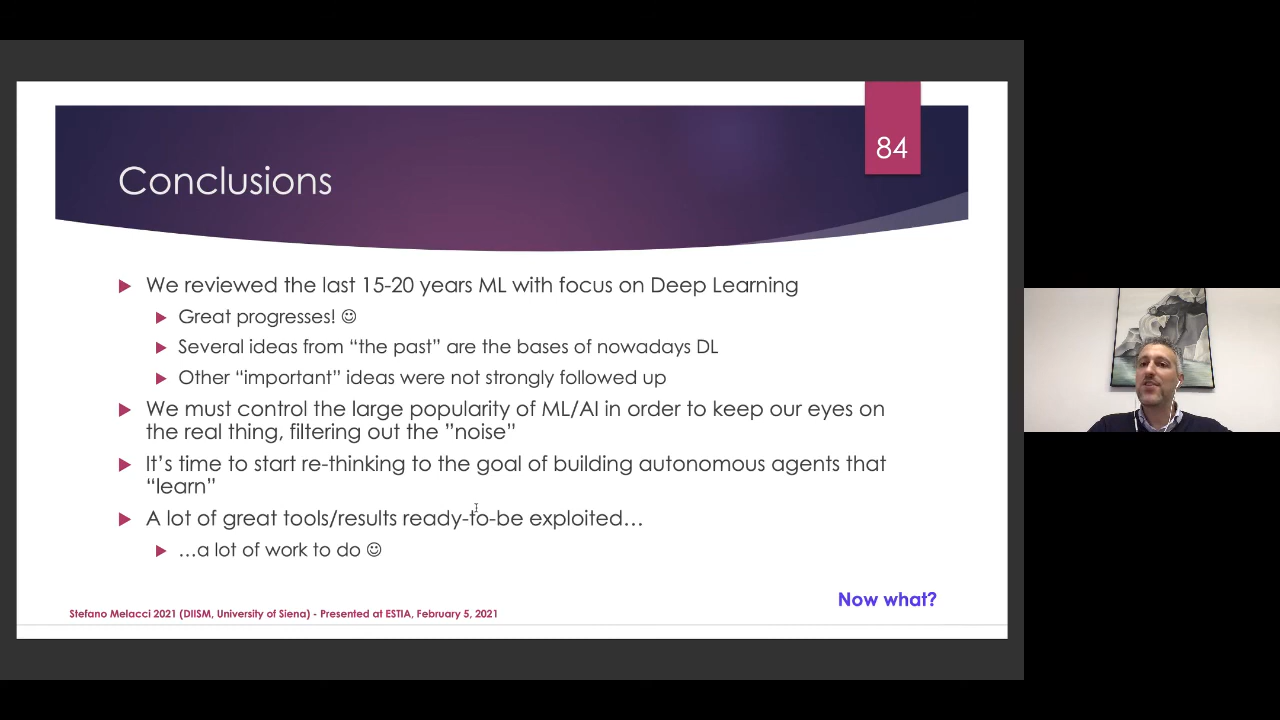 84
Conclusions
We reviewed the last 15-20 years ML with focus on Deep Learning
Great progresses! ☺
Several ideas from “the past” are the bases of nowadays DL
Other “important” ideas were not strongly followed up
We must control the large popularity of ML/AI in order to keep our eyes on
the real thing, filtering out the ”noise”
It’s time to start re-thinking to the goal of building autonomous agents that
“learn”
A lot of great tools/results ready-to-be exploited…
…a lot of work to do ☺
Now what?
Stefano Melacci 2021 (DIISM, University of Siena) - Presented at ESTIA, February 5, 2021